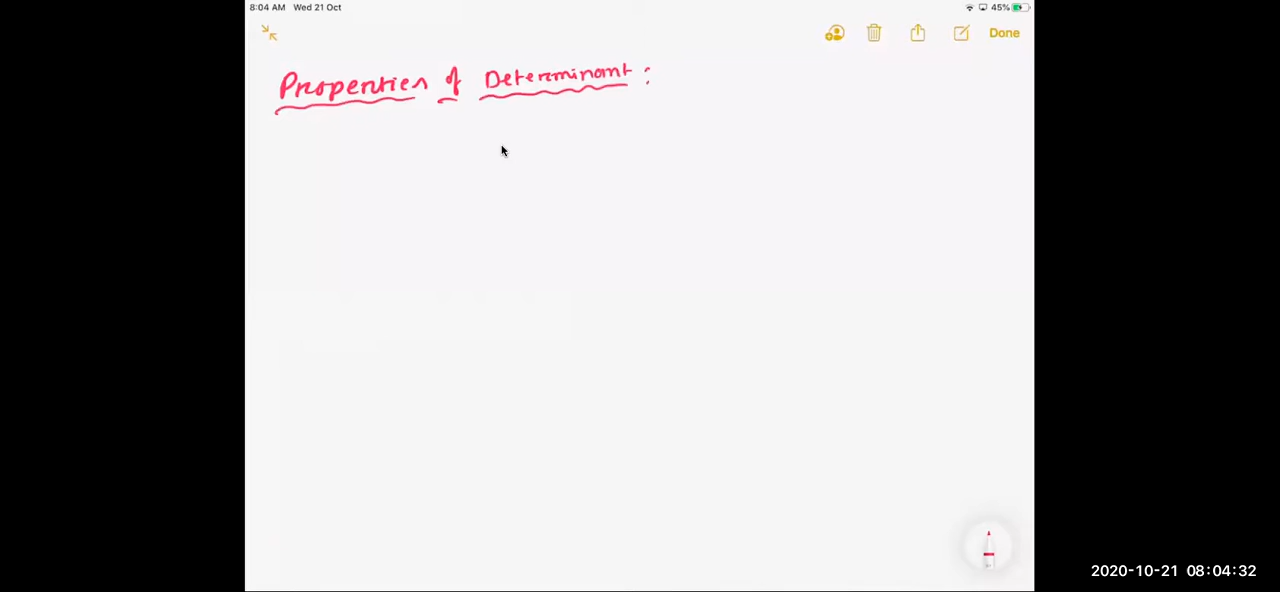 8:04 AM Wed 21 Oct
45%
Done
Properties of Determinant :
2020-10-21 08:04:32